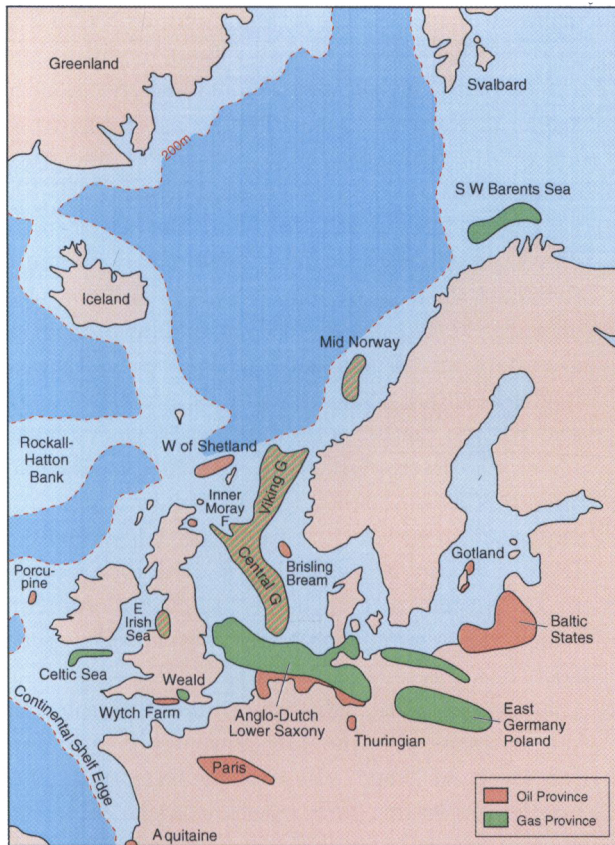 Greenland
Svalbard
200m
S W Barents Sea
Iceland
Mid Norway
W of Shetland
Rockall-
Hatton
Bank
Inner
Moray
F
Viking G
Central G
Brisling
Bream
Gotland
Porcu-
pine
E
Irish
Sea
Baltic
States
Celtic Sea
Weald
Wytch Farm
Anglo-Dutch
Lower Saxony
Thuringian
East
Germany
Poland
Continental Shelf Edge
Paris
Aquitaine
Oil Province
Gas Province